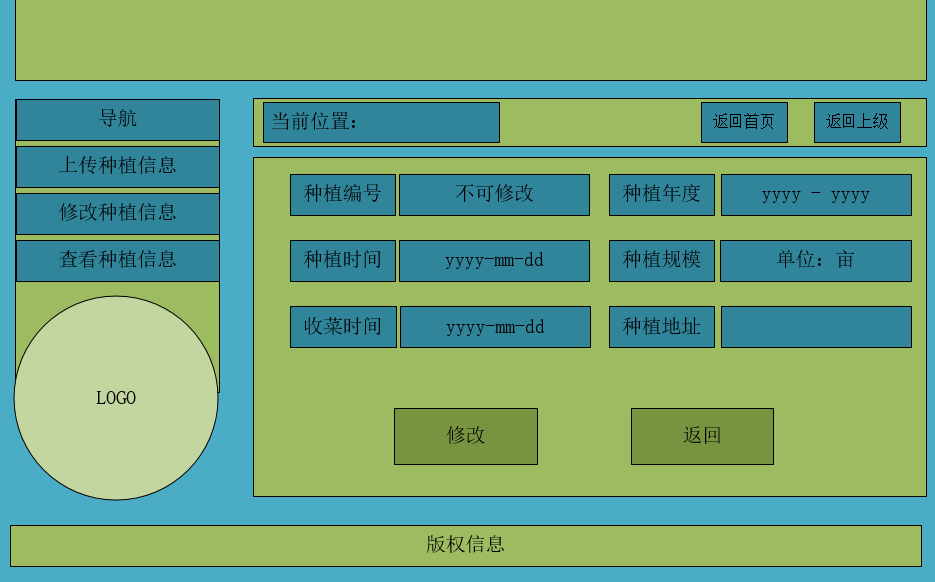 导航
上传种植信息
修改种植信息
查看种植信息
LOGO
当前位置：
返回首页
返回上级
种植编号 不可修改 种植年度 yyyy - yyyy
种植时间 yyyy-mm-dd 种植规模 单位：亩
收菜时间 yyyy-mm-dd 种植地址
修改 返回
版权信息